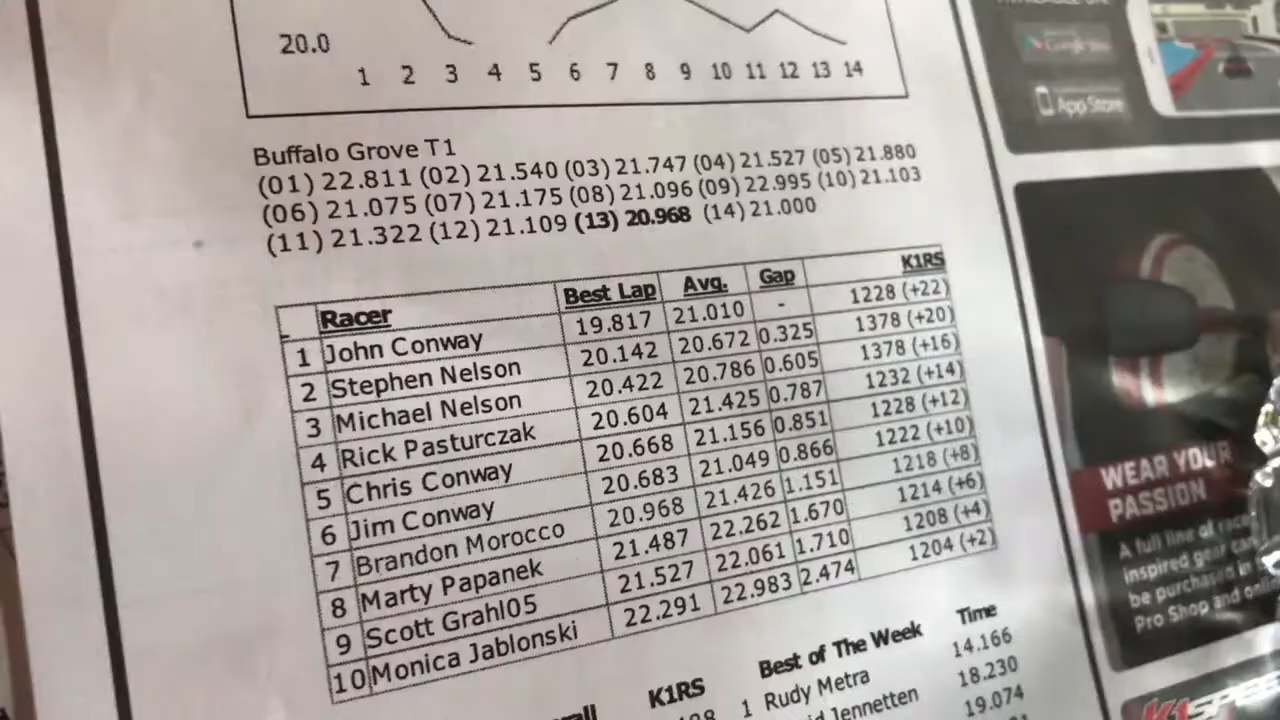 20.0
1 2 3 4 5 6 7 8 9 10 11 12 13 14
Buffalo Grove T1
(01) 22.811 (02) 21.540 (03) 21.747 (04) 21.527 (05) 21.880
(06) 21.075 (07) 21.175 (08) 21.096 (09) 22.995 (10) 21.103
(11) 21.322 (12) 21.109 (13) 20.968 (14) 21.000
Racer Best Lap Avg. Gap K1RS
1 John Conway 19.817 21.010 - 1228 (+22)
2 Stephen Nelson 20.142 20.672 0.325 1378 (+20)
3 Michael Nelson 20.422 20.786 0.605 1378 (+16)
4 Rick Pasturczak 20.604 21.425 0.787 1232 (+14)
5 Chris Conway 20.668 21.156 0.851 1228 (+12)
6 Jim Conway 20.683 21.049 0.866 1222 (+10)
7 Brandon Morocco 20.968 21.426 1.151 1218 (+8)
8 Marty Papanek 21.487 22.262 1.670 1214 (+6)
9 Scott Grahl05 21.527 22.061 1.710 1208 (+4)
10 Monica Jablonski 22.291 22.983 2.474 1204 (+2)
K1RS Best of The Week Time
1 Rudy Metra 14.166
Jennetten 18.230
19.074
Google
App Store
WEAR YOUR
PASSION
A full line of
inspired gear can
be purchased in
Pro Shop and
K1SPEE